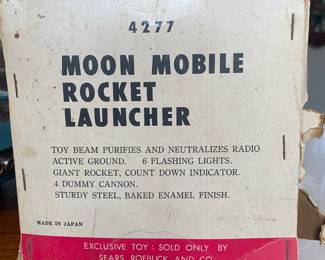 4277
MOON MOBILE
ROCKET
LAUNCHER
TOY BEAM PURIFIES AND NEUTRALIZES RADIO
ACTIVE GROUND. 6 FLASHING LIGHTS.
GIANT ROCKET, COUNT DOWN INDICATOR.
4 DUMMY CANNON.
STURDY STEEL, BAKED ENAMEL FINISH.
MADE IN JAPAN
EXCLUSIVE TOY : SOLD ONLY BY
SEARS ROEBUCK AND CO